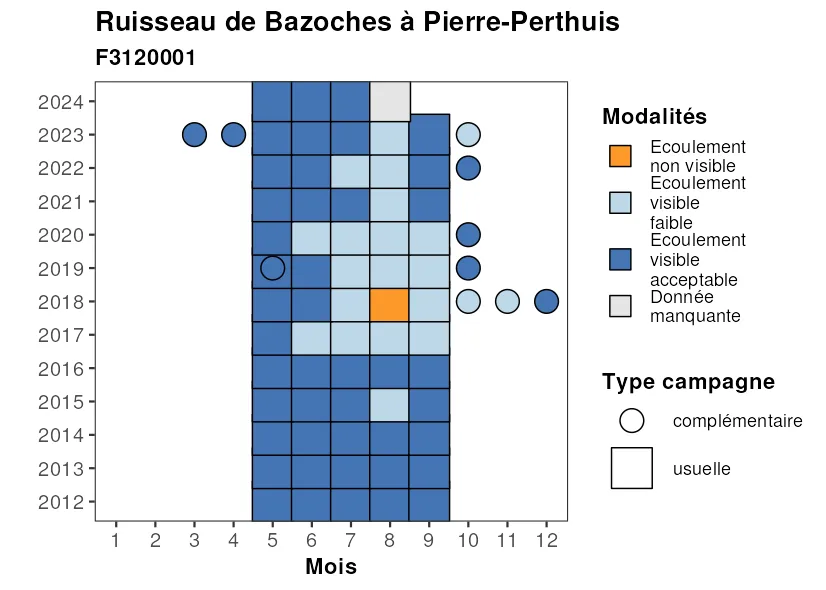 Ruisseau de Bazoches à Pierre-Perthuis
F3120001
2024
2023
2022
2021
2020
2019
2018
2017
2016
2015
2014
2013
2012
1 2 3 4 5 6 7 8 9 10 11 12
Mois
Modalités
Ecoulement
non visible
Ecoulement
visible
faible
Ecoulement
visible
acceptable
Donnée
manquante
Type campagne
complémentaire
usuelle